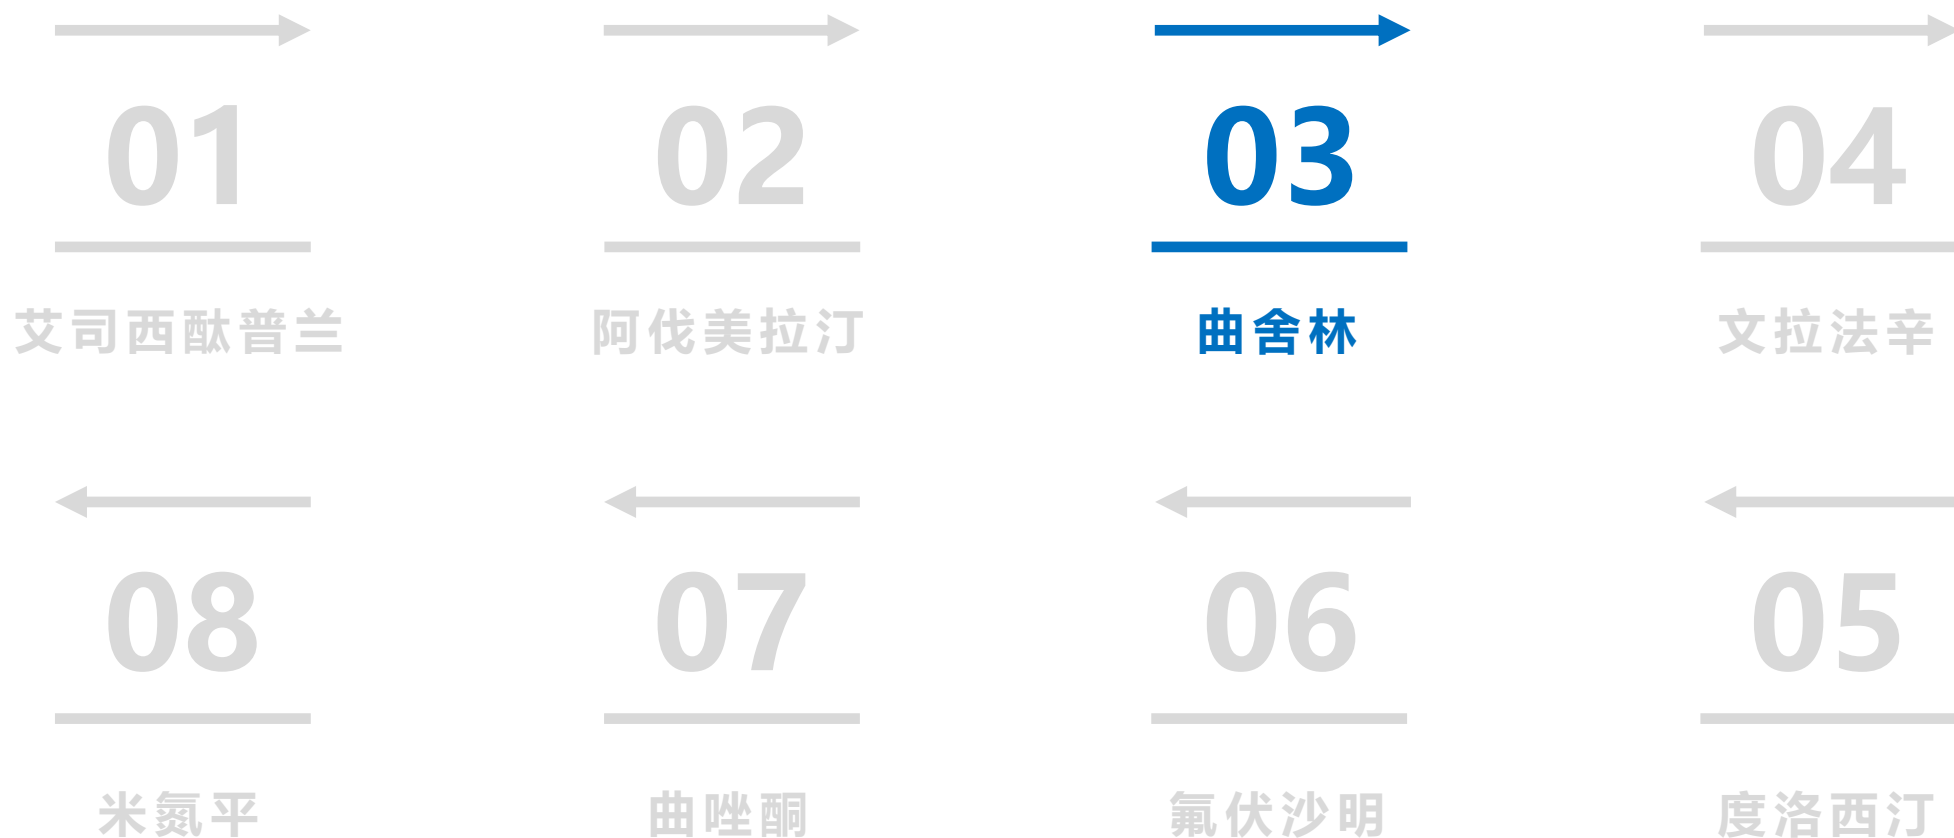 01 02 03 04
艾司西酞普兰 阿伐美拉汀 曲舍林 文拉法辛
08 07 06 05
米氮平 曲唑酮 氟伏沙明 度洛西汀